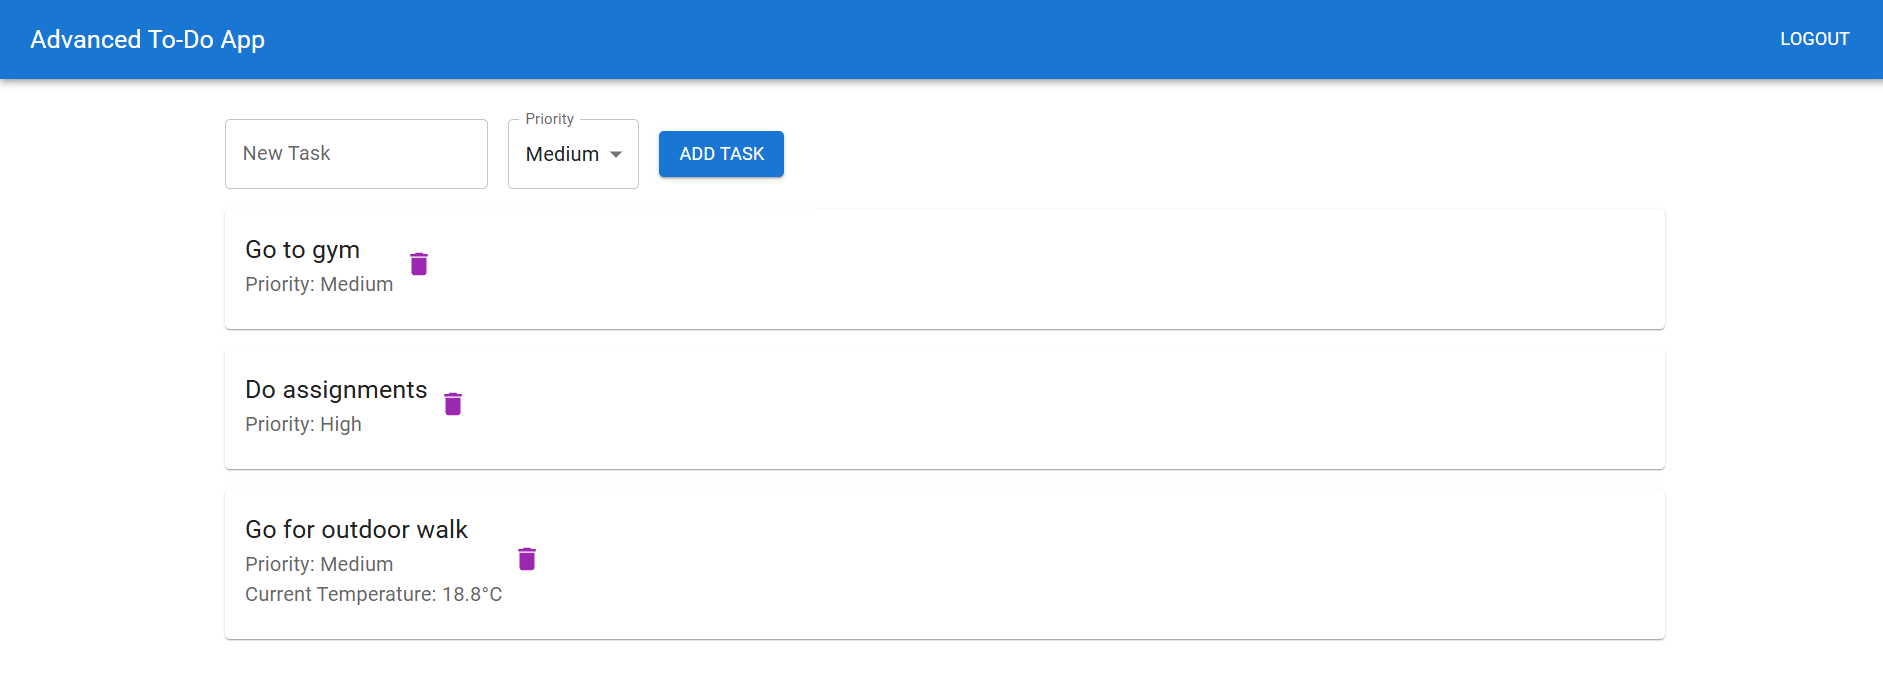 Advanced To-Do App
LOGOUT
Priority
New Task
Medium
ADD TASK
Go to gym
Priority: Medium
Do assignments
Priority: High
Go for outdoor walk
Priority: Medium
Current Temperature: 18.8°C